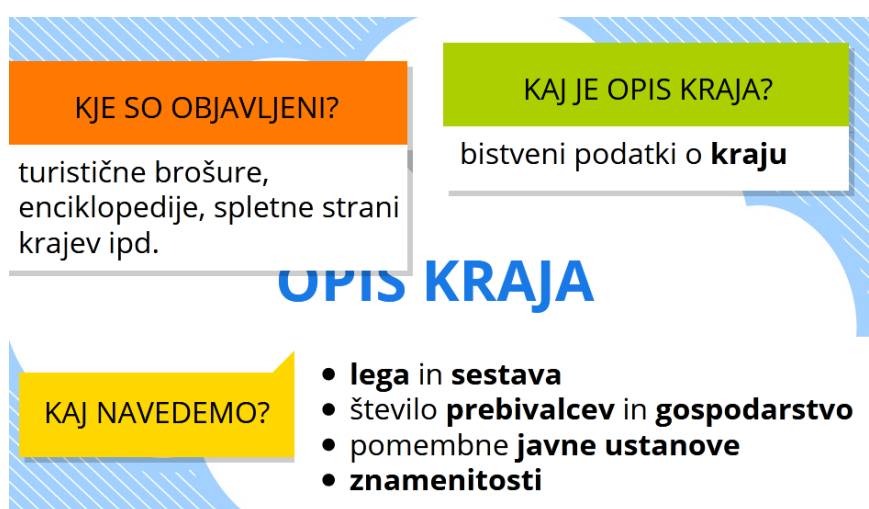 KJE SO OBJAVLJENI?
turistične brošure,
enciklopedije, spletne strani
krajev ipd.
KAJ JE OPIS KRAJA?
bistveni podatki o kraju
OPIS KRAJA
KAJ NAVEDEMO?
• lega in sestava
• število prebivalcev in gospodarstvo
• pomembne javne ustanove
• znamenitosti